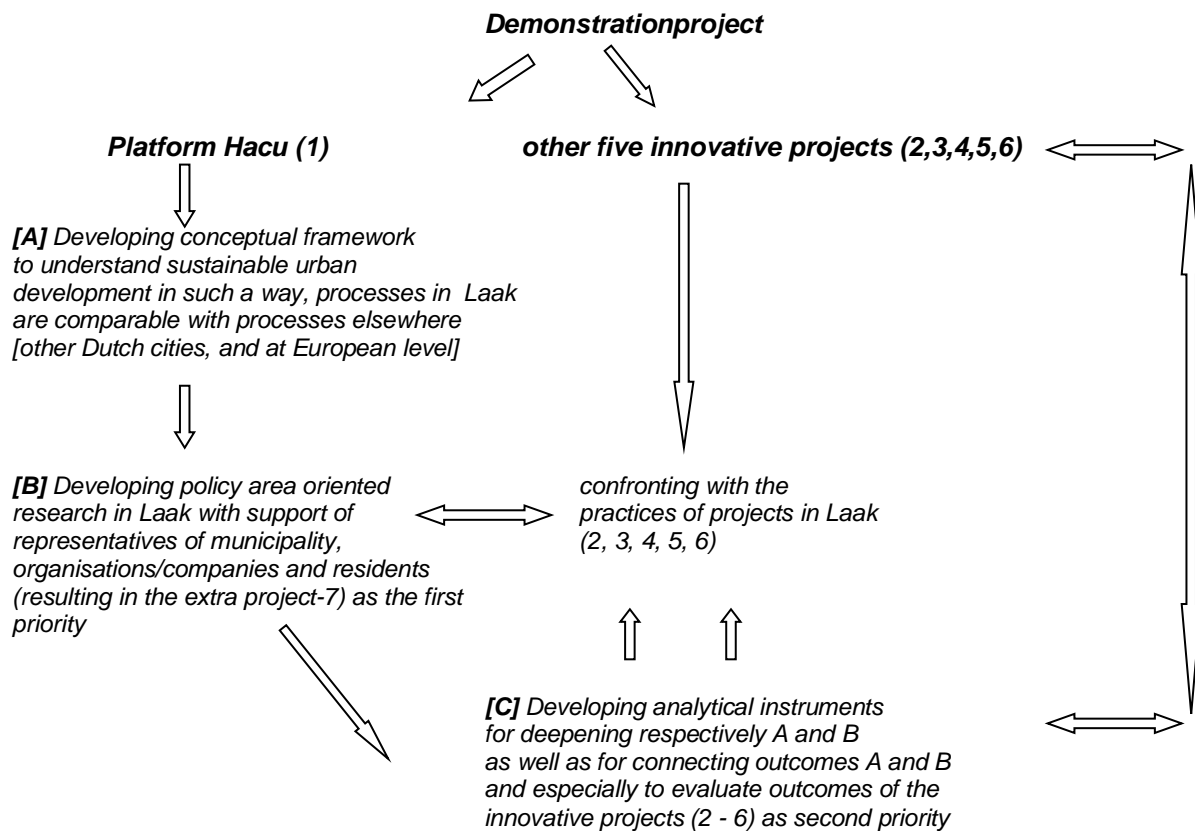 Demonstrationproject
Platform Hacu (1)
other five innovative projects (2,3,4,5,6)
[A] Developing conceptual framework
to understand sustainable urban
development in such a way, processes in Laak
are comparable with processes elsewhere
[other Dutch cities, and at European level]
[B] Developing policy area oriented
research in Laak with support of
representatives of municipality,
organisations/companies and residents
(resulting in the extra project-7) as the first
priority
confronting with the
practices of projects in Laak
(2, 3, 4, 5, 6)
[C] Developing analytical instruments
for deepening respectively A and B
as well as for connecting outcomes A and B
and especially to evaluate outcomes of the
innovative projects (2 - 6) as second priority